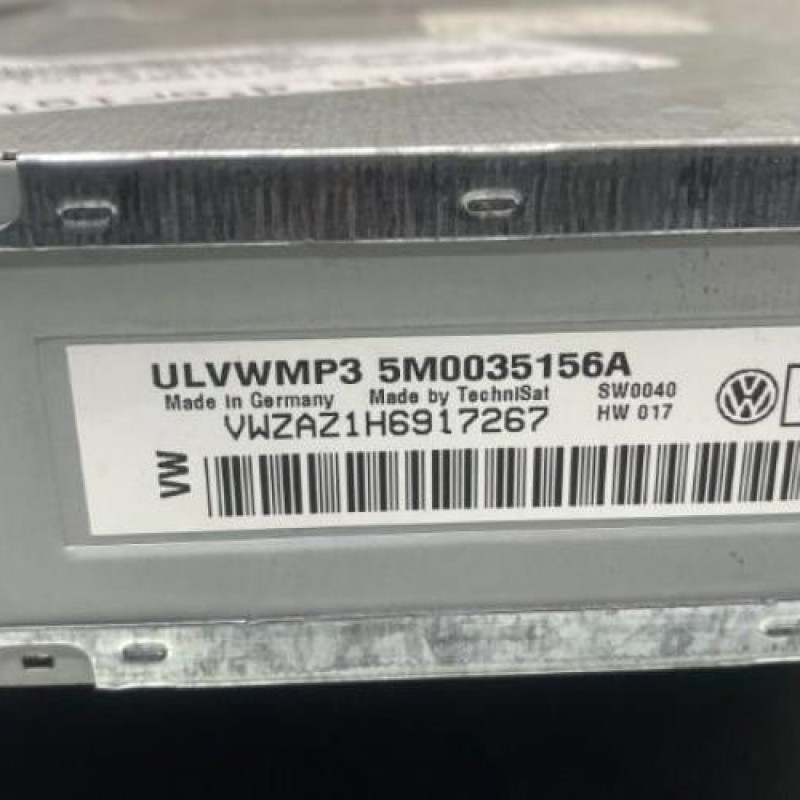 ULVWMP3 5M0035156A
Made in Germany Made by TechniSat SW0040
VWZAZ1H6917267 HW 017
VW